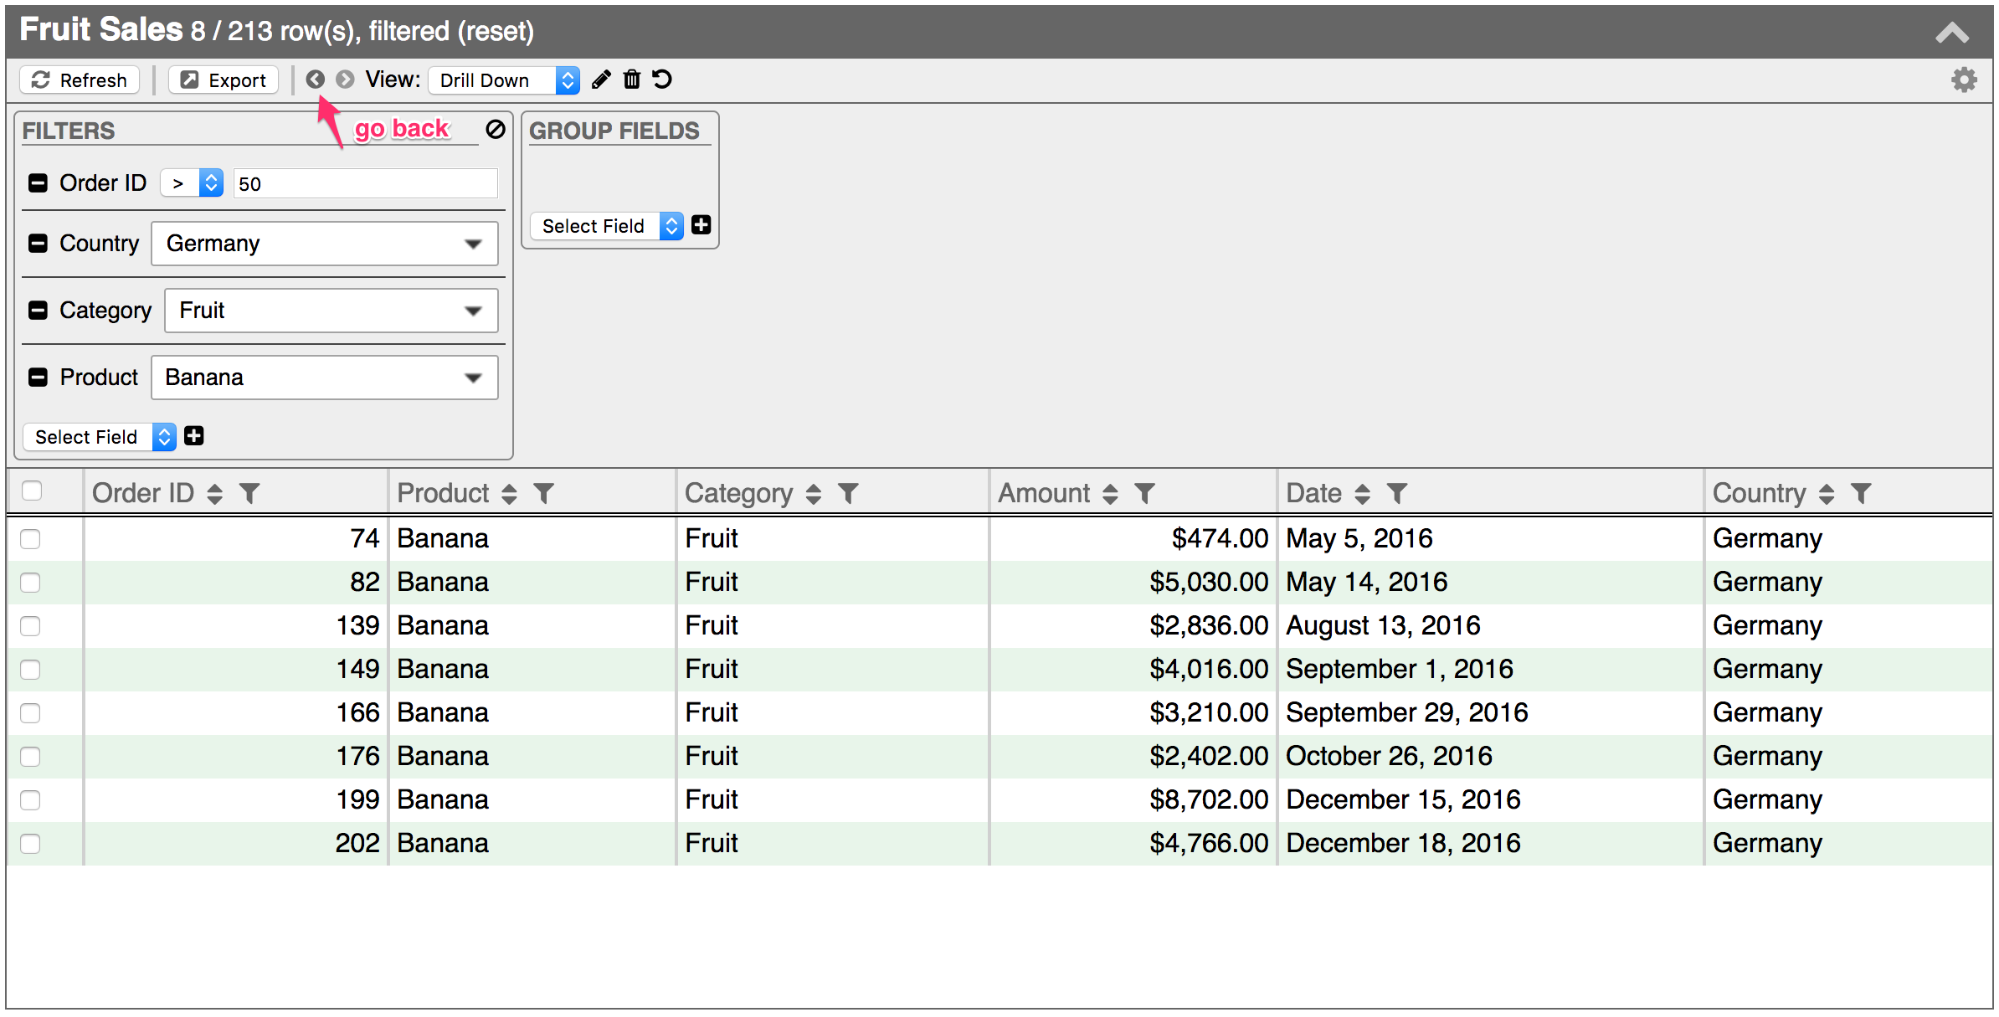 Fruit Sales 8 / 213 row(s), filtered (reset)
Refresh Export View: Drill Down
go back
FILTERS
Order ID > 50
Country Germany
Category Fruit
Product Banana
Select Field
GROUP FIELDS
Select Field
Order ID Product Category Amount Date Country
74 Banana Fruit $474.00 May 5, 2016 Germany
82 Banana Fruit $5,030.00 May 14, 2016 Germany
139 Banana Fruit $2,836.00 August 13, 2016 Germany
149 Banana Fruit $4,016.00 September 1, 2016 Germany
166 Banana Fruit $3,210.00 September 29, 2016 Germany
176 Banana Fruit $2,402.00 October 26, 2016 Germany
199 Banana Fruit $8,702.00 December 15, 2016 Germany
202 Banana Fruit $4,766.00 December 18, 2016 Germany